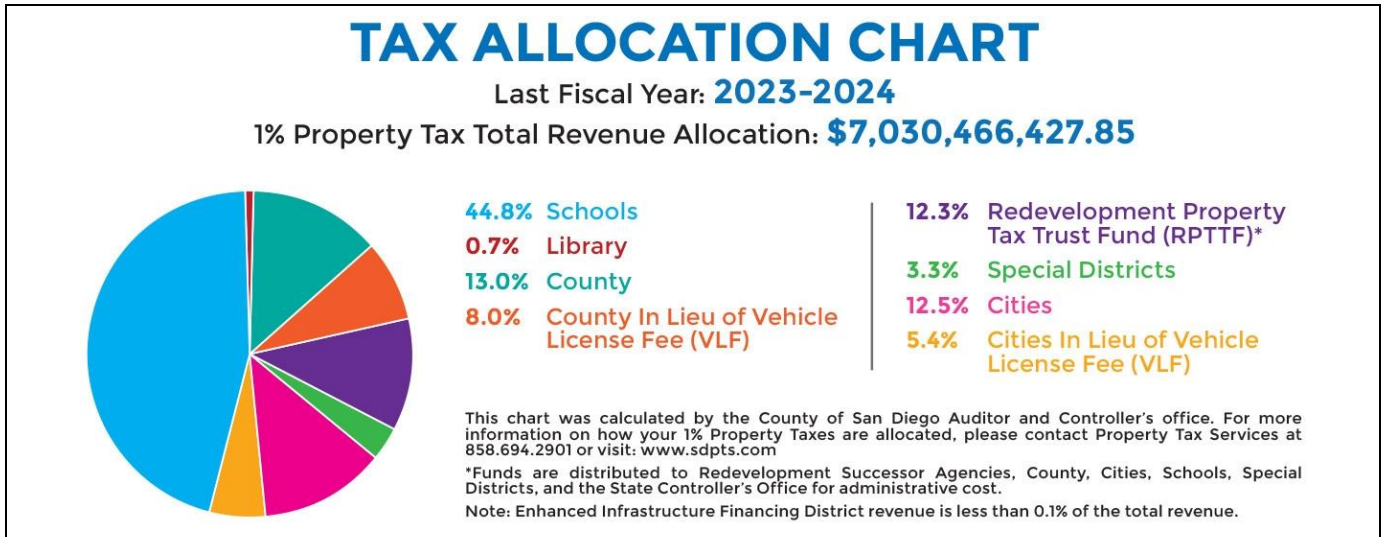 TAX ALLOCATION CHART
Last Fiscal Year: 2023-2024
1% Property Tax Total Revenue Allocation: $7,030,466,427.85
44.8% Schools
0.7% Library
13.0% County
8.0% County In Lieu of Vehicle
License Fee (VLF)
12.3% Redevelopment Property
Tax Trust Fund (RPTTF)*
3.3% Special Districts
12.5% Cities
5.4% Cities In Lieu of Vehicle
License Fee (VLF)
This chart was calculated by the County of San Diego Auditor and Controller's office. For more
information on how your 1% Property Taxes are allocated, please contact Property Tax Services at
858.694.2901 or visit: www.sdpts.com
*Funds are distributed to Redevelopment Successor Agencies, County, Cities, Schools, Special
Districts, and the State Controller's Office for administrative cost.
Note: Enhanced Infrastructure Financing District revenue is less than 0.1% of the total revenue.